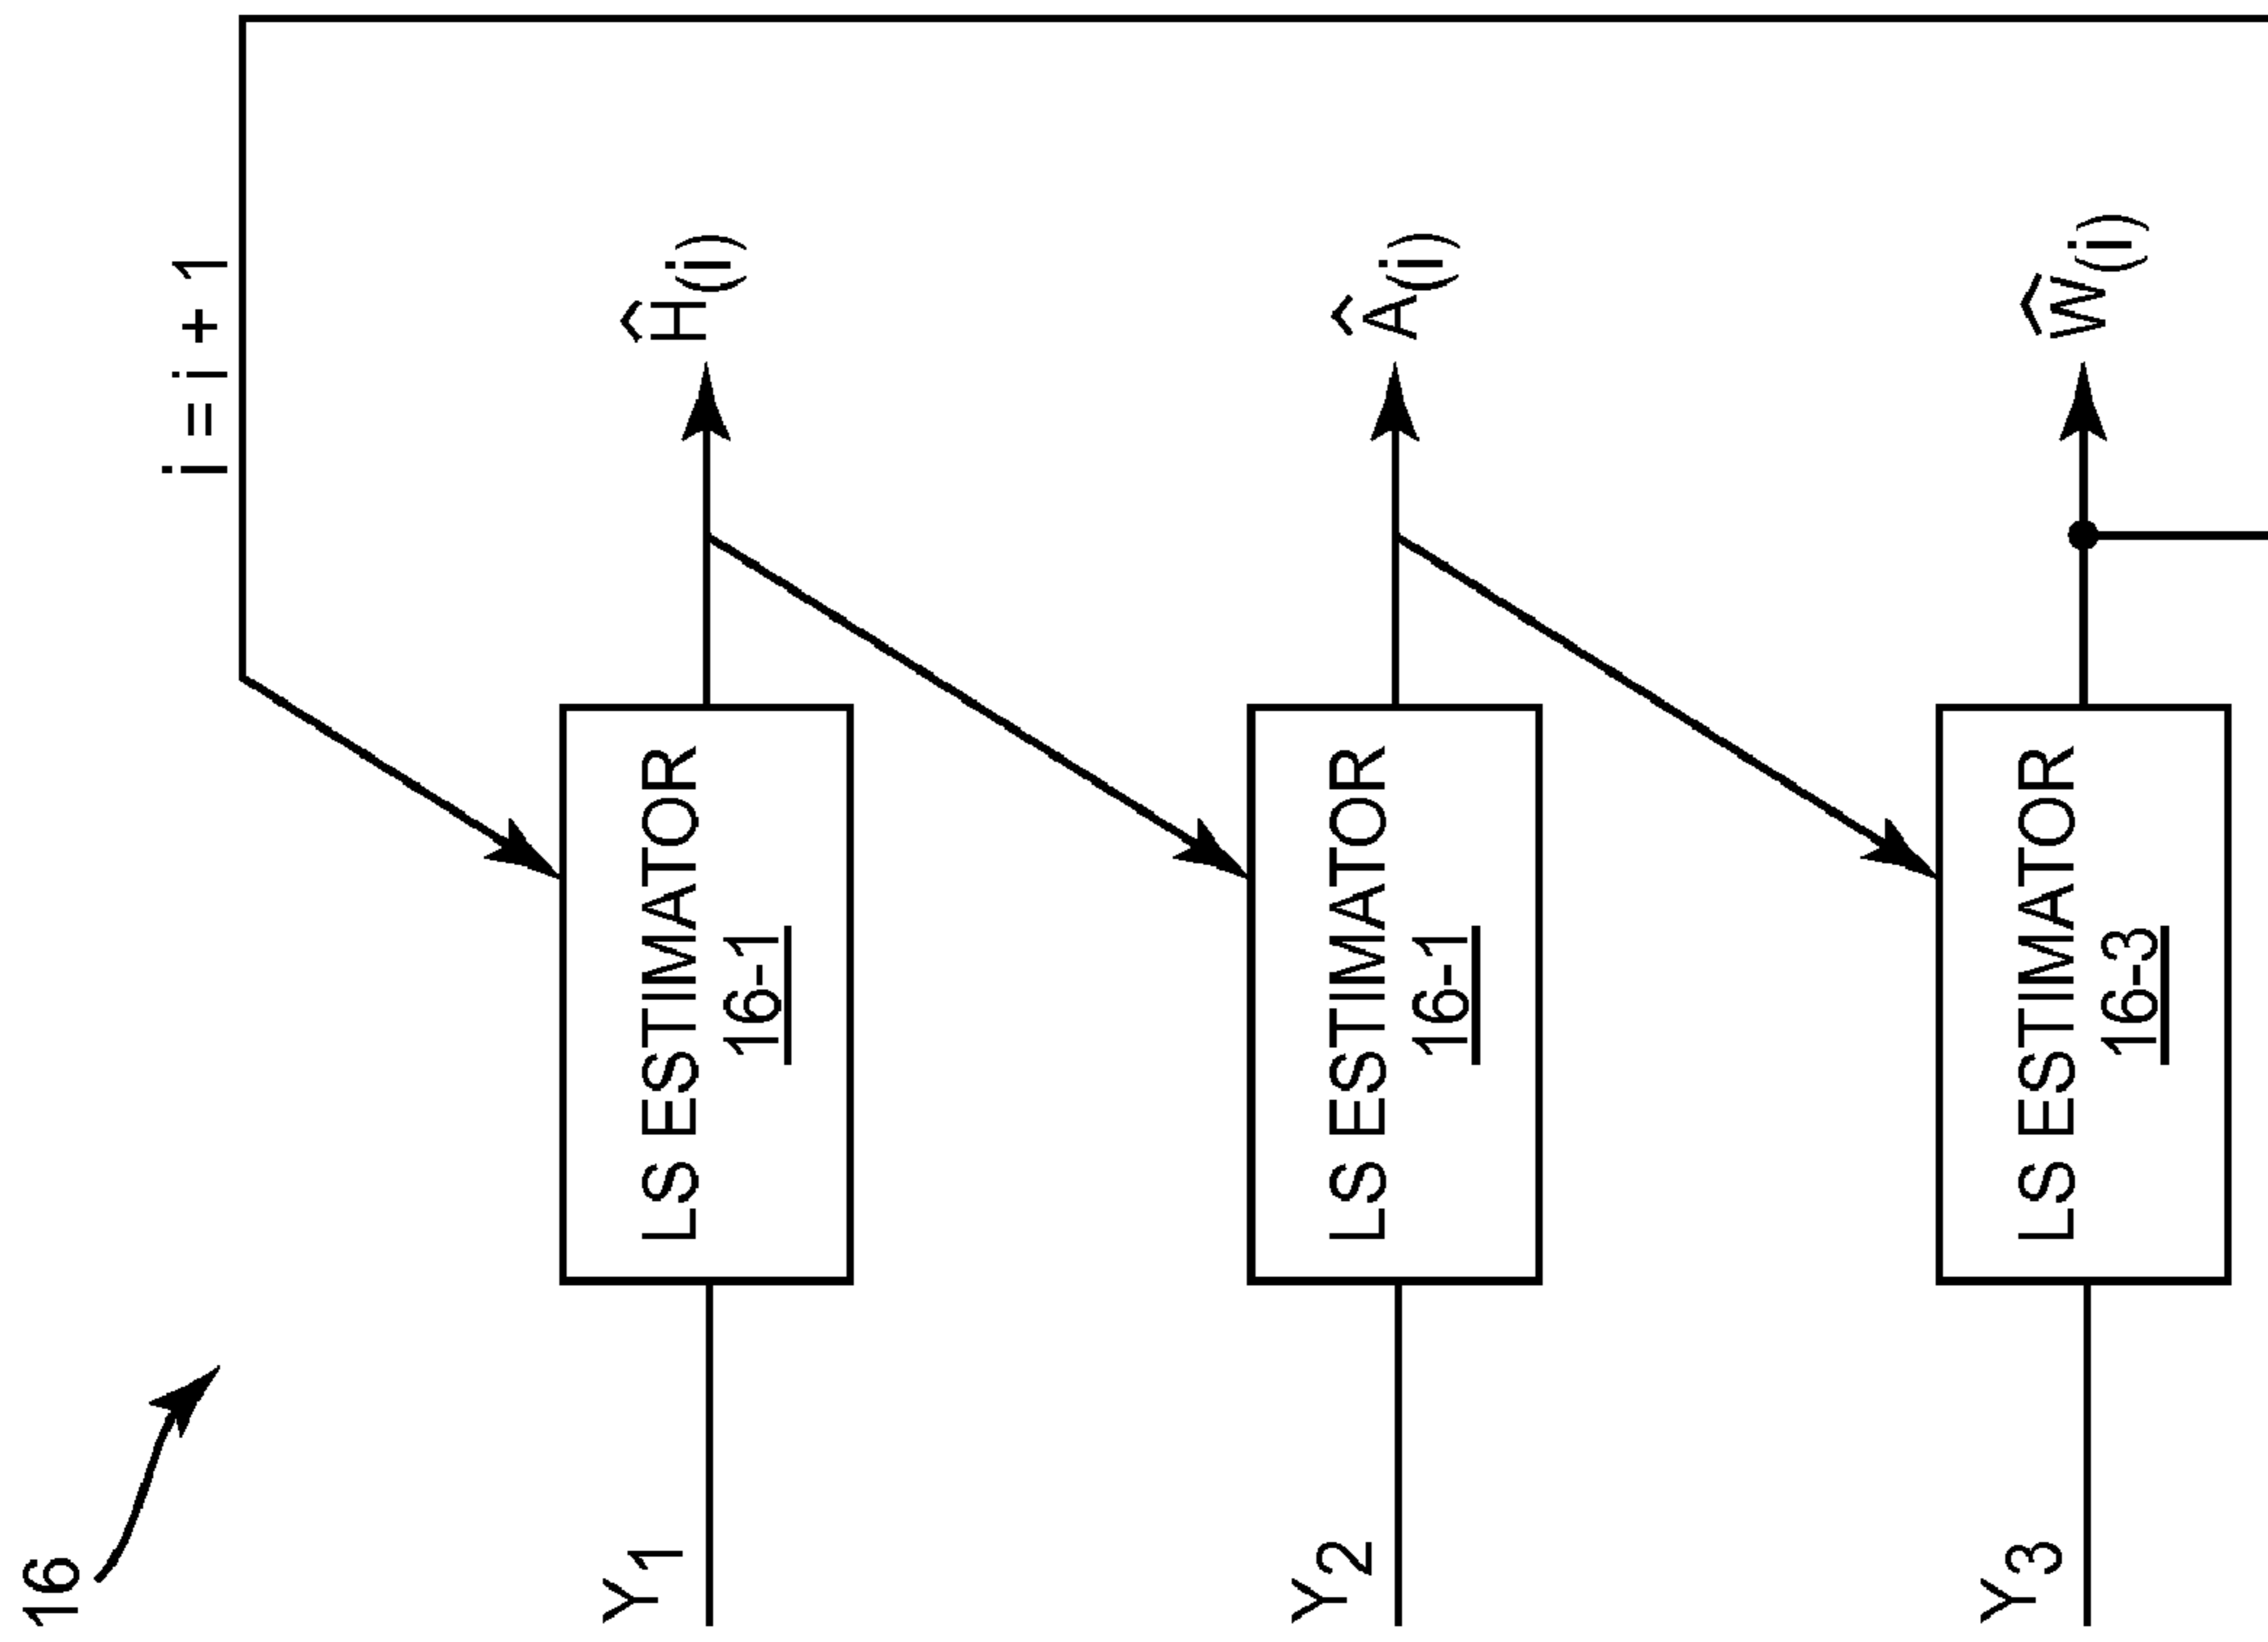 16
i = i + 1
Y1
LS ESTIMATOR
16-1
Ĥ(i)
Y2
LS ESTIMATOR
16-1
Â(i)
Y3
LS ESTIMATOR
16-3
Ŵ(i)